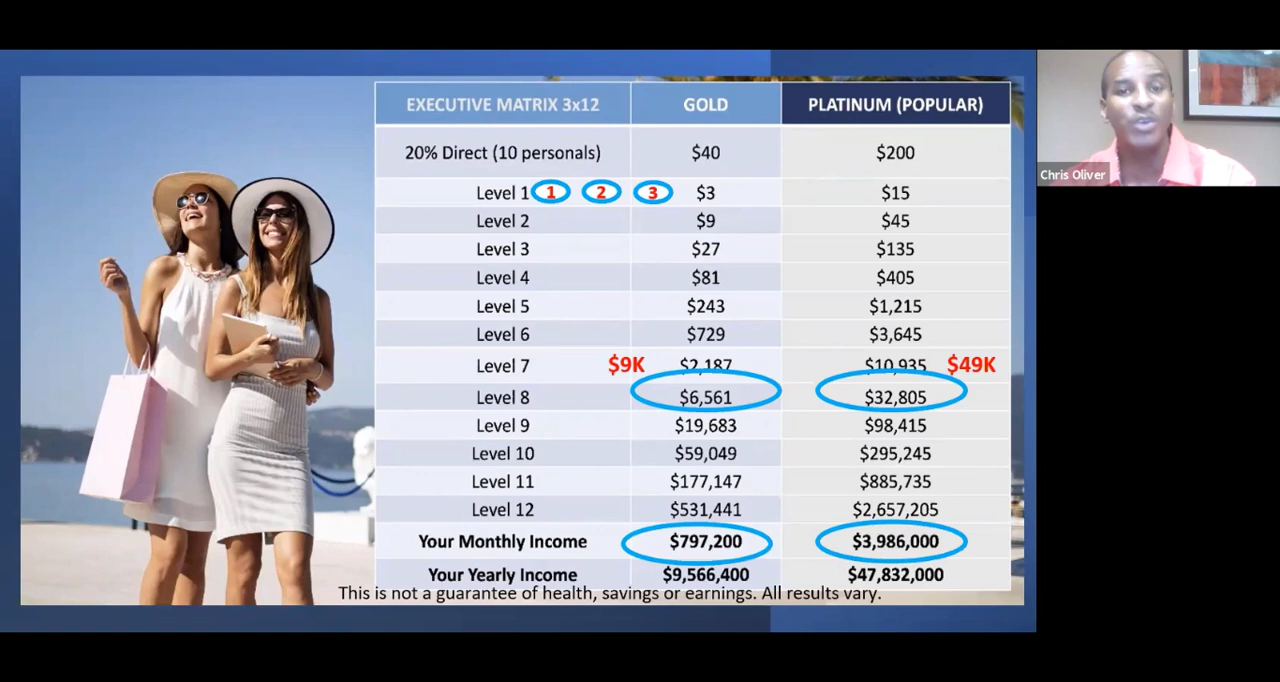 EXECUTIVE MATRIX 3x12 GOLD PLATINUM (POPULAR)
20% Direct (10 personals) $40 $200
Level 1 1 2 3 $3 $15
Level 2 $9 $45
Level 3 $27 $135
Level 4 $81 $405
Level 5 $243 $1,215
Level 6 $729 $3,645
Level 7 $9K $2,187 $10,935 $49K
Level 8 $6,561 $32,805
Level 9 $19,683 $98,415
Level 10 $59,049 $295,245
Level 11 $177,147 $885,735
Level 12 $531,441 $2,657,205
Your Monthly Income $797,200 $3,986,000
Your Yearly Income $9,566,400 $47,832,000
This is not a guarantee of health, savings or earnings. All results vary.
Chris Oliver